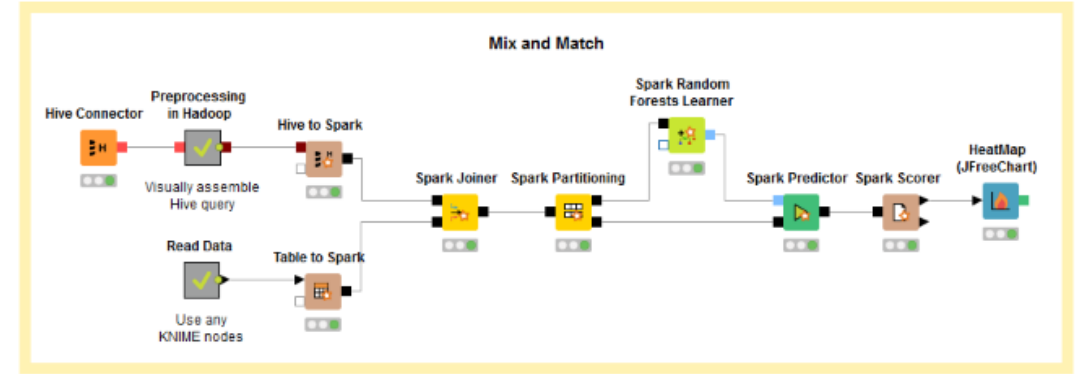 Mix and Match
Spark Random
Forests Learner
Preprocessing
in Hadoop
Hive Connector
Hive to Spark
HeatMap
(JFreeChart)
H
H
Spark Joiner
Spark Partitioning
Spark Predictor
Spark Scorer
Visually assemble
Hive query
Read Data
Table to Spark
Use any
KNIME nodes